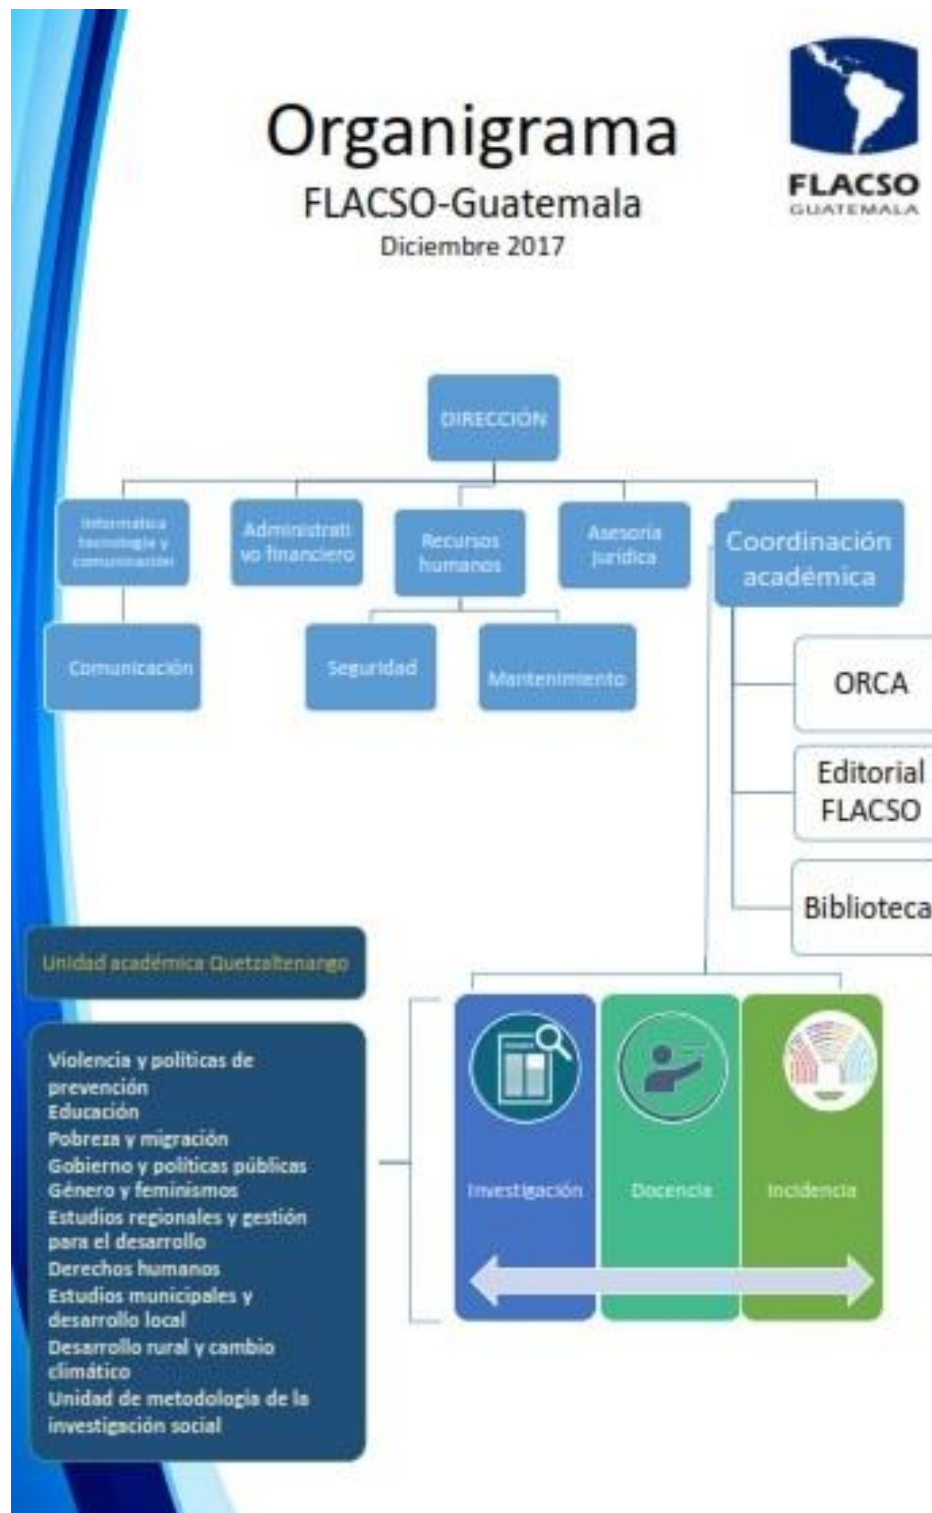 Organigrama
FLACSO-Guatemala
Diciembre 2017
FLACSO
GUATEMALA
DIRECCIÓN
Informática
tecnología y
comunicación
Administrati
vo financiero
Recursos
humanos
Asesoría
jurídica
Coordinación
académica
Comunicación
Seguridad
Mantenimiento
ORCA
Editorial
FLACSO
Biblioteca
Unidad académica Quetzaltenango
Violencia y políticas de
prevención
Educación
Pobreza y migración
Gobierno y políticas públicas
Género y feminismos
Estudios regionales y gestión
para el desarrollo
Derechos humanos
Estudios municipales y
desarrollo local
Desarrollo rural y cambio
climático
Unidad de metodología de la
investigación social
Investigación
Docencia
Incidencia